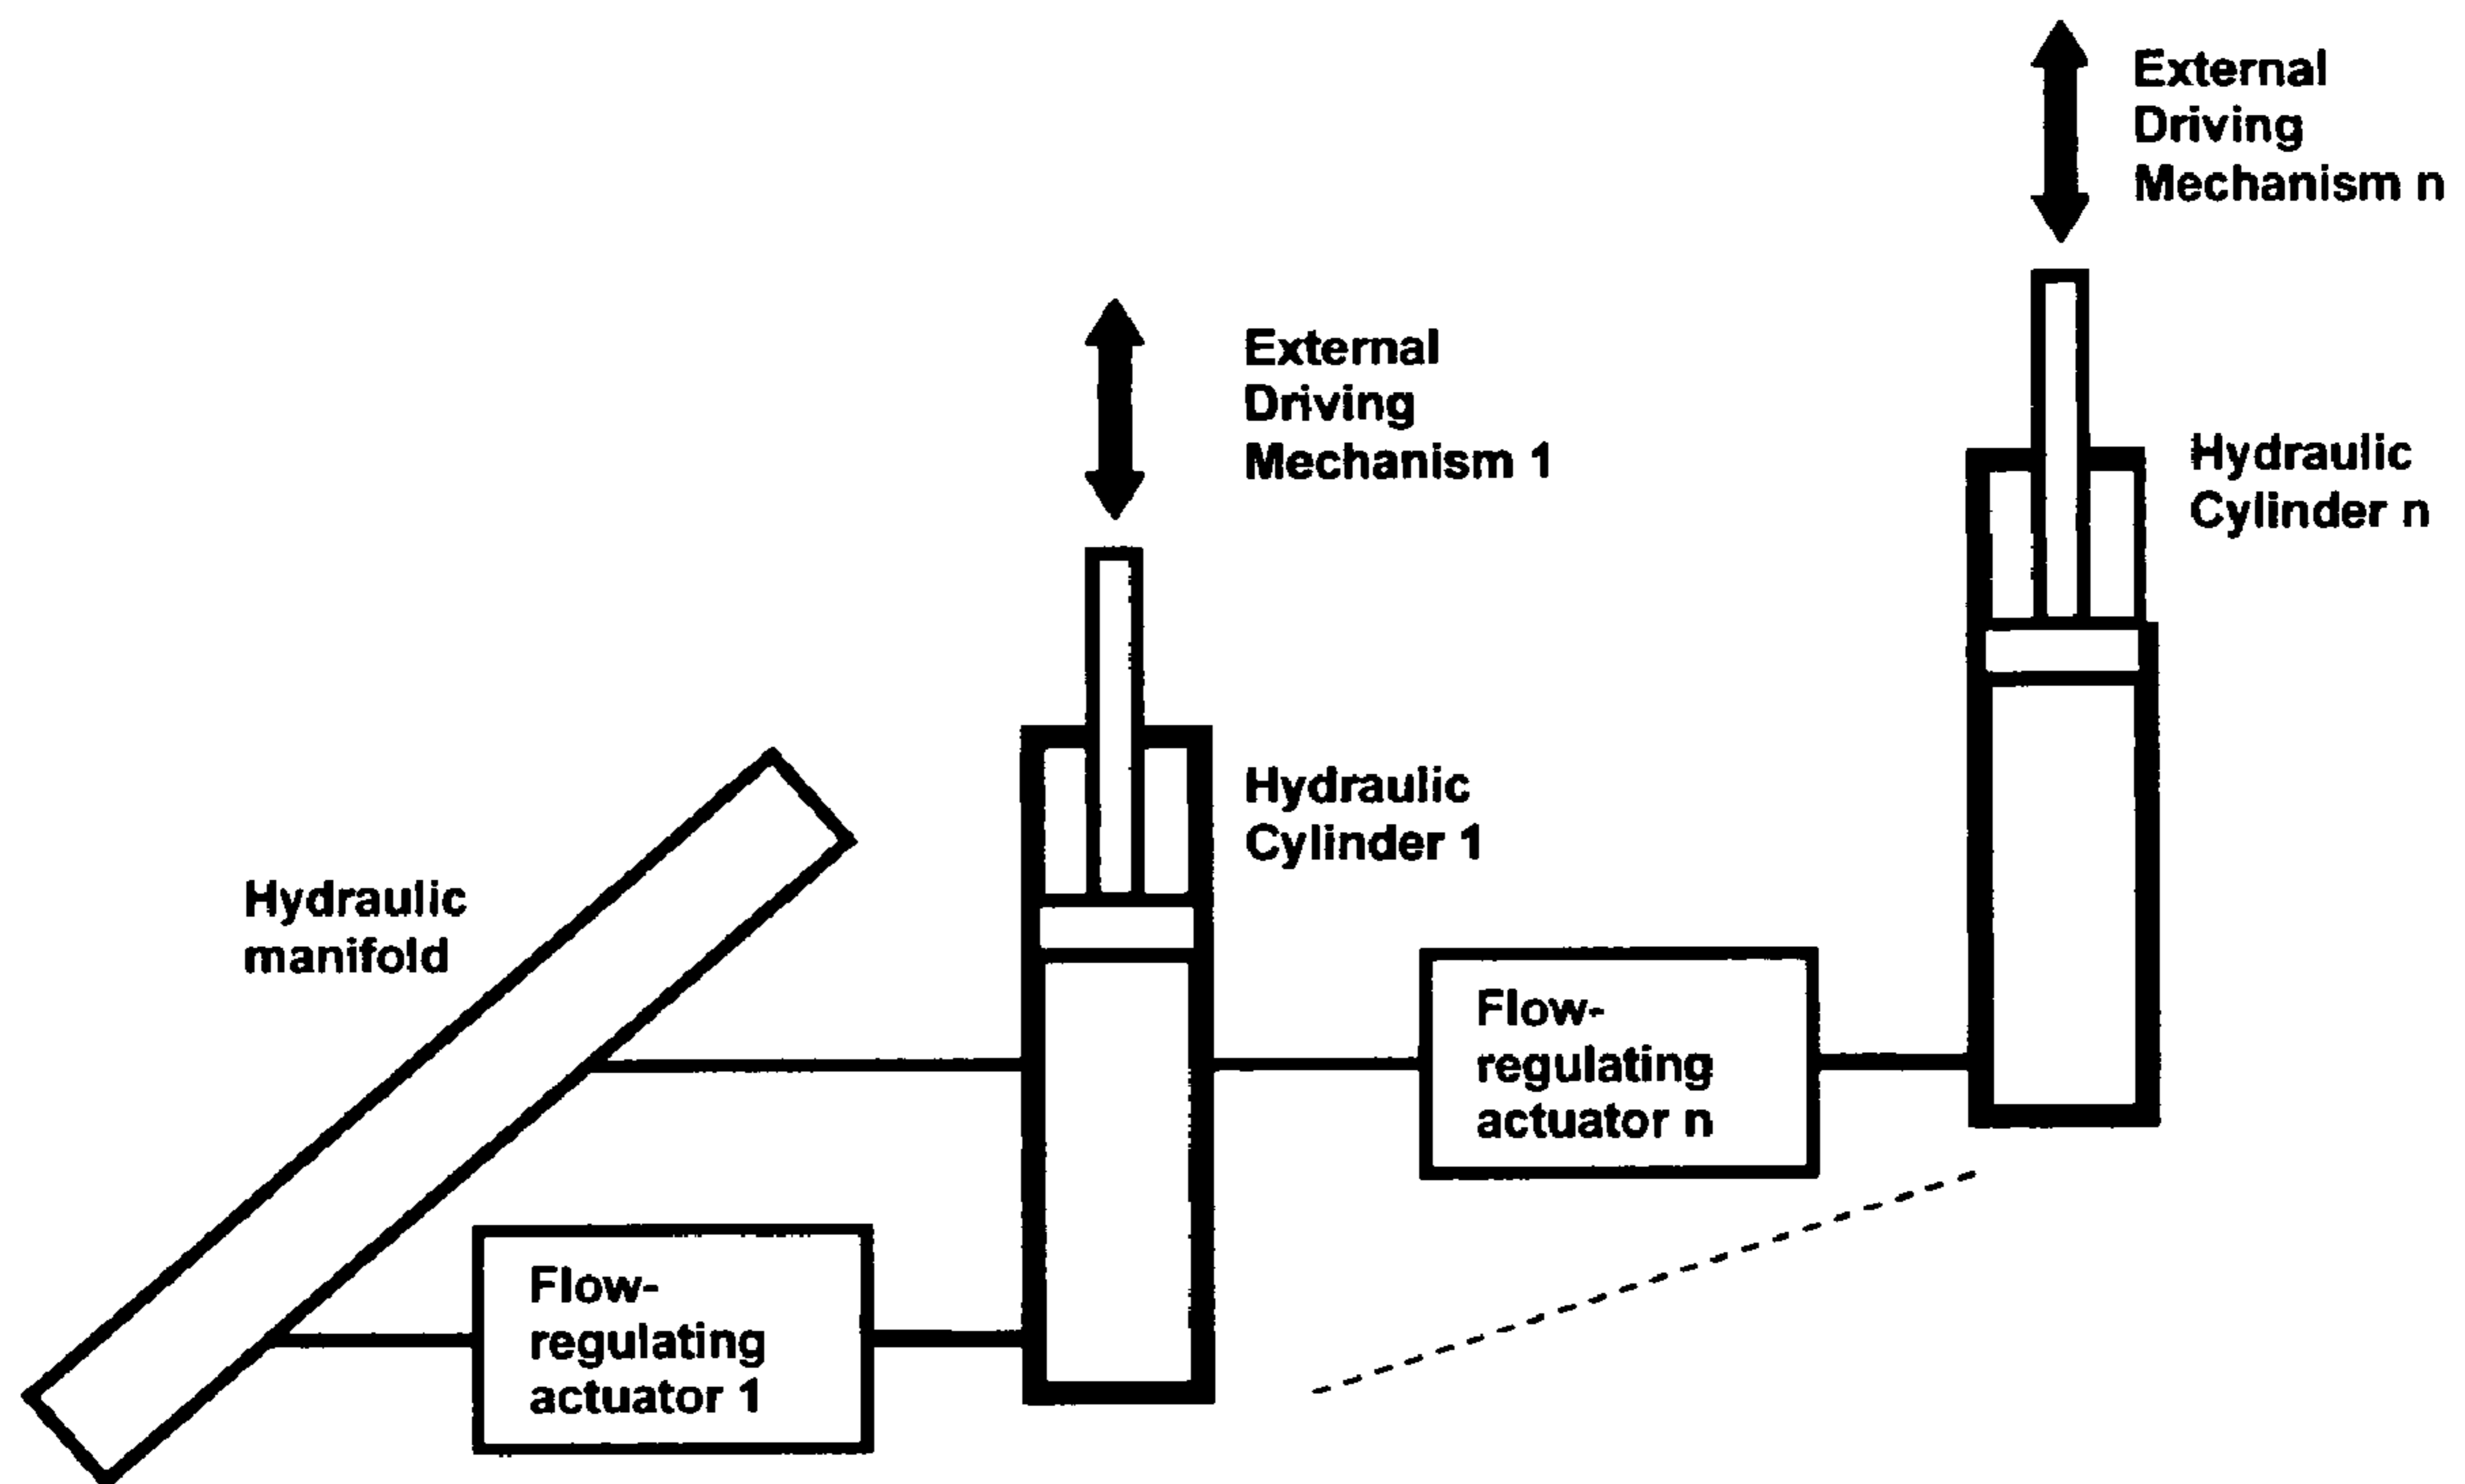 External
Driving
Mechanism n
External
Driving
Mechanism 1
Hydraulic
Cylinder n
Hydraulic
Cylinder 1
Hydraulic
manifold
Flow-
regulating
actuator n
Flow-
regulating
actuator 1